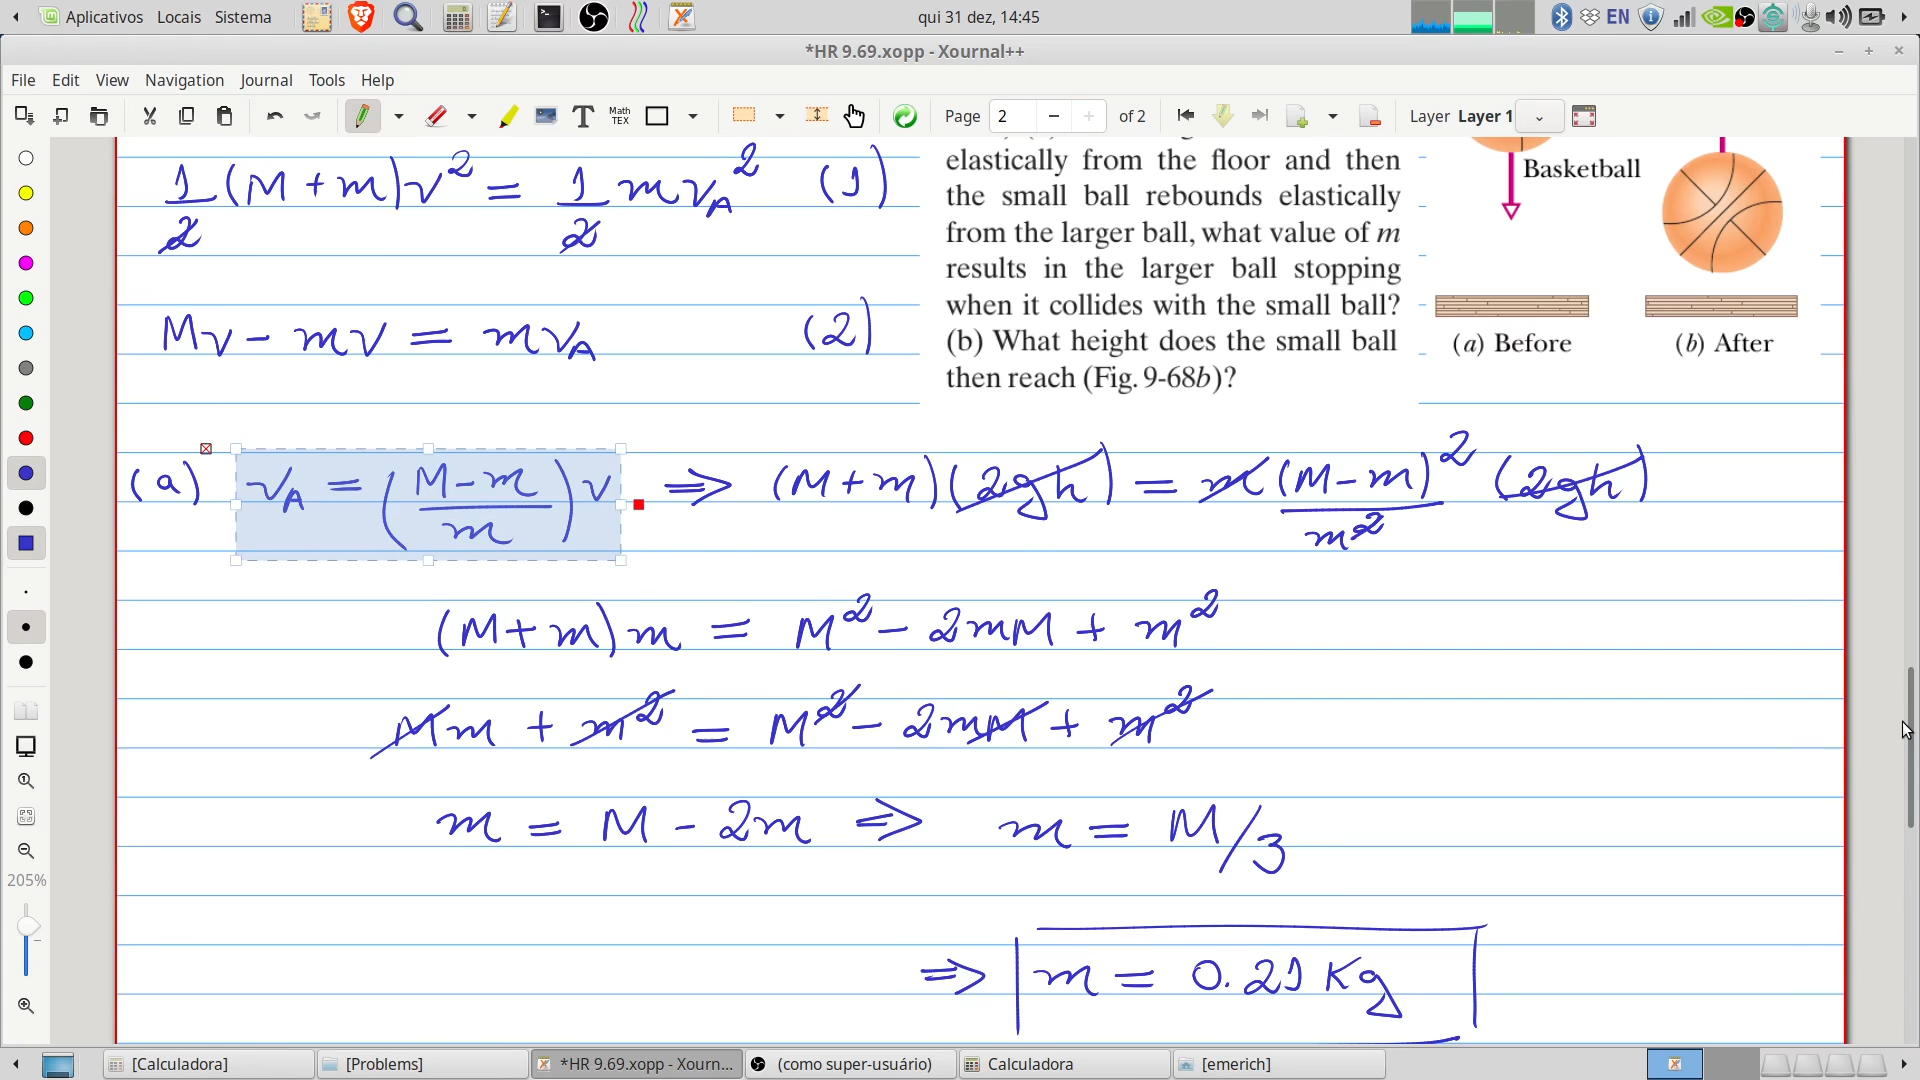 Aplicativos Locais Sistema
qui 31 dez, 14:45
EN
*HR 9.69.xopp - Xournal++
File Edit View Navigation Journal Tools Help
Math TEX
Page 2 of 2
Layer Layer 1
1/2 (M + m) v² = 1/2 m v_A² (1)
Mv - mv = m v_A (2)
elastically from the floor and then
the small ball rebounds elastically
from the larger ball, what value of m
results in the larger ball stopping
when it collides with the small ball?
(b) What height does the small ball
then reach (Fig. 9-68b)?
Basketball
(a) Before
(b) After
(a) v_A = ((M-m)/m) v ⇒ (M+m)(2gh) = m (M-m)²/m² (2gh)
(M+m)m = M² - 2mM + m²
Mm + m² = M² - 2mM + m²
m = M - 2m ⇒ m = M/3
⇒ m = 0.21 Kg
205%
[Calculadora]
[Problems]
*HR 9.69.xopp - Xourn...
(como super-usuário)
Calculadora
[emerich]